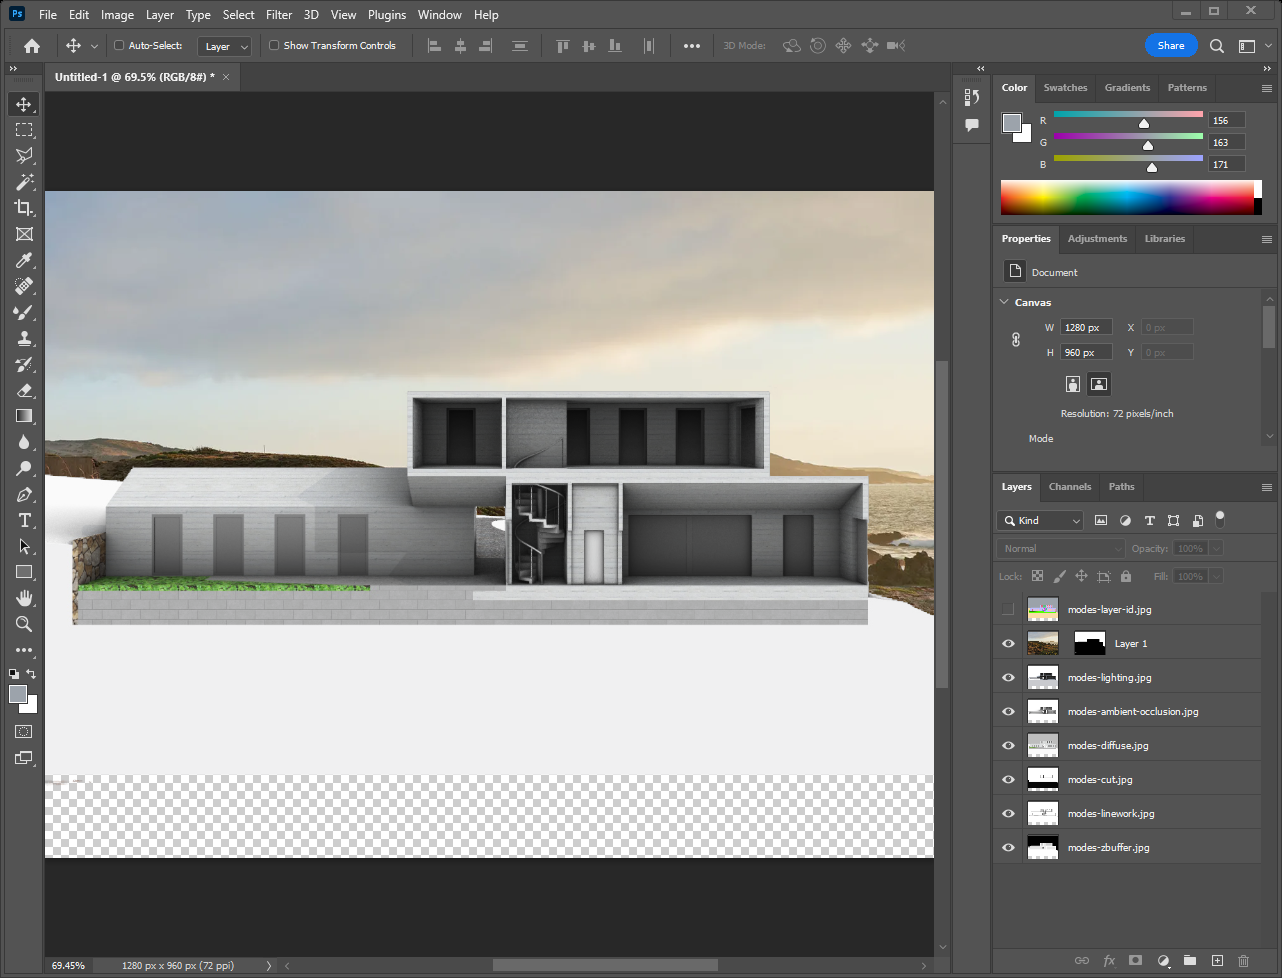 Ps File Edit Image Layer Type Select Filter 3D View Plugins Window Help
Auto-Select: Layer Show Transform Controls 3D Mode: Share
Untitled-1 @ 69.5% (RGB/8#) * ×
Color Swatches Gradients Patterns
R 156
G 163
B 171
Properties Adjustments Libraries
Document
Canvas
W 1280 px X 0 px
H 960 px Y 0 px
Resolution: 72 pixels/inch
Mode
Layers Channels Paths
Kind
Normal Opacity: 100%
Lock: Fill: 100%
modes-layer-id.jpg
Layer 1
modes-lighting.jpg
modes-ambient-occlusion.jpg
modes-diffuse.jpg
modes-cut.jpg
modes-linework.jpg
modes-zbuffer.jpg
69.45% 1280 px x 960 px (72 ppi)